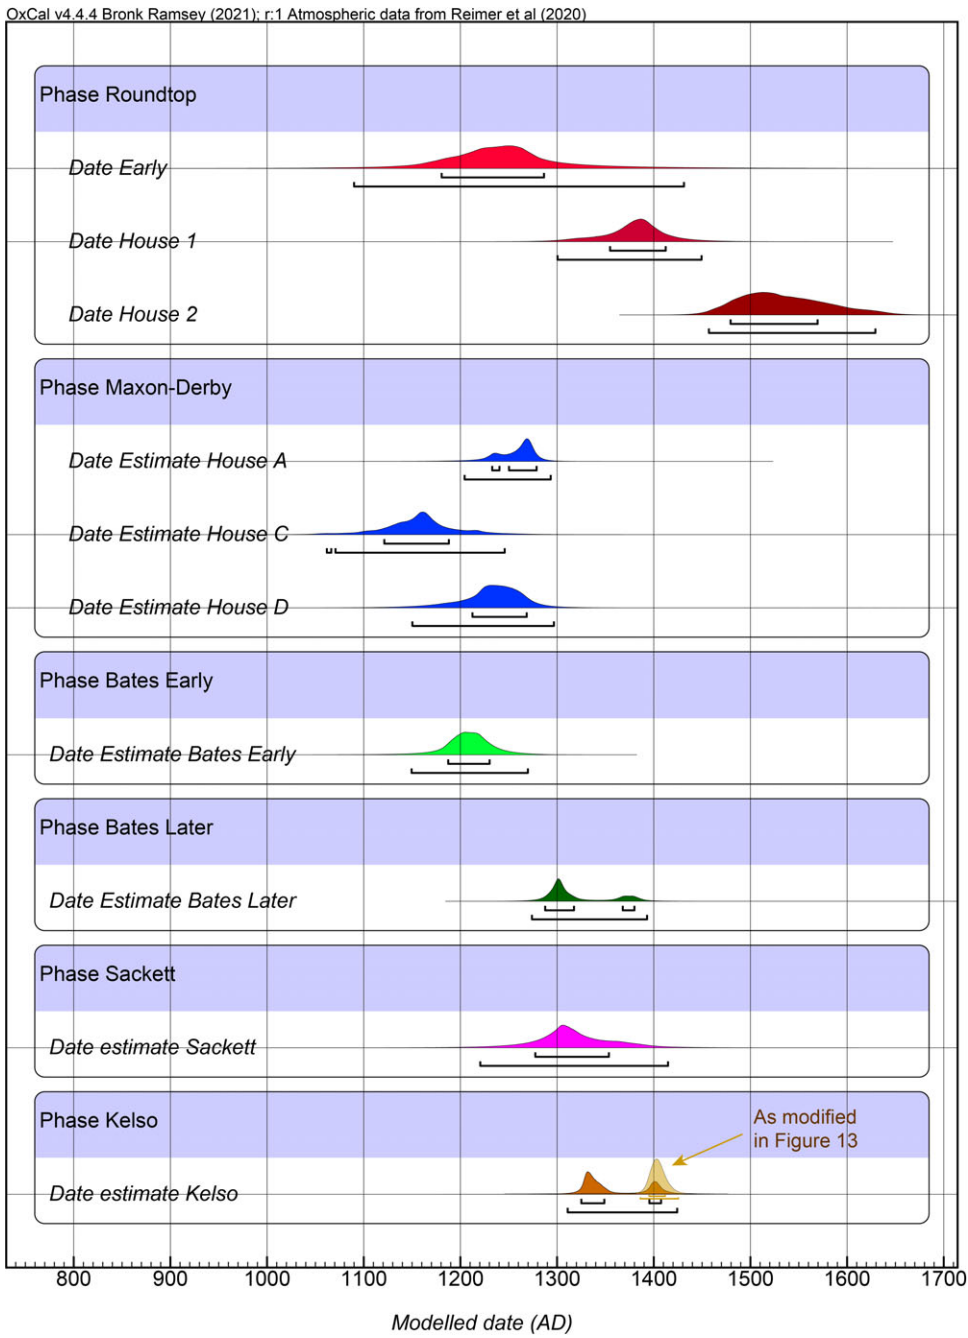 OxCal v4.4.4 Bronk Ramsey (2021); r:1 Atmospheric data from Reimer et al (2020)
Phase Roundtop
Date Early
Date House 1
Date House 2
Phase Maxon-Derby
Date Estimate House A
Date Estimate House C
Date Estimate House D
Phase Bates Early
Date Estimate Bates Early
Phase Bates Later
Date Estimate Bates Later
Phase Sackett
Date estimate Sackett
Phase Kelso
As modified
in Figure 13
Date estimate Kelso
800 900 1000 1100 1200 1300 1400 1500 1600 1700
Modelled date (AD)